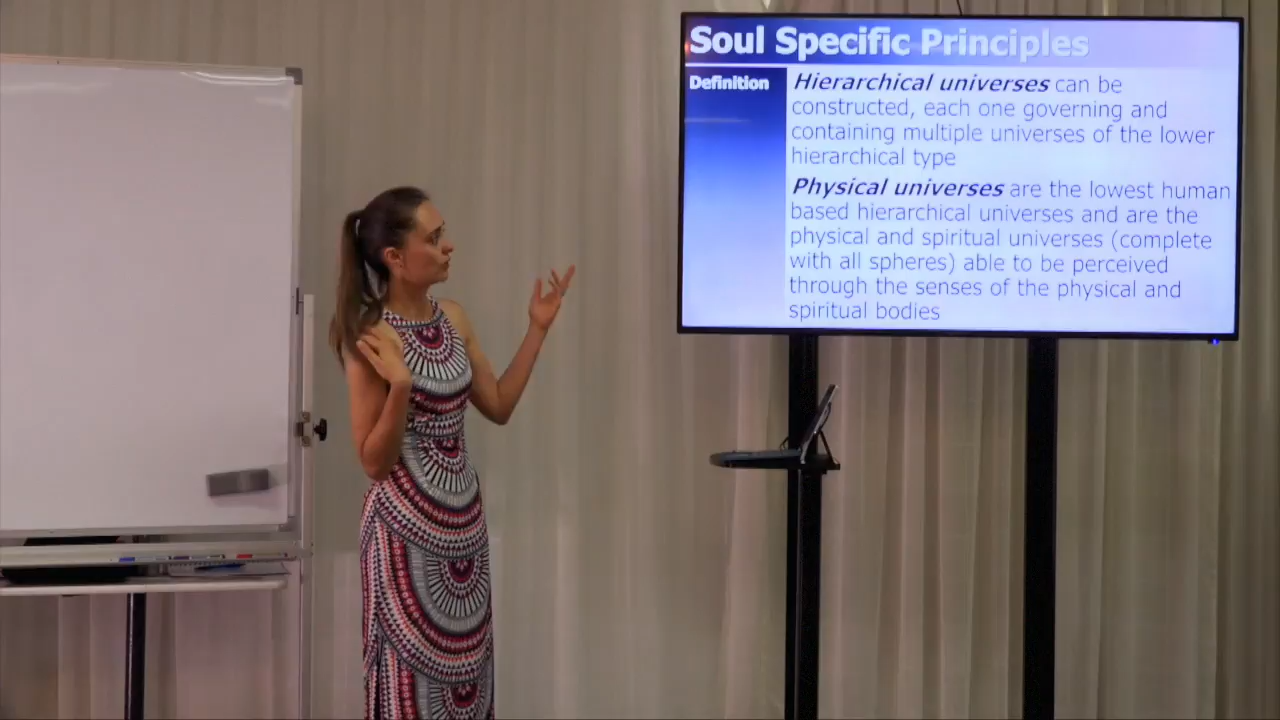 Soul Specific Principles
Definition
Hierarchical universes can be
constructed, each one governing and
containing multiple universes of the lower
hierarchical type
Physical universes are the lowest human
based hierarchical universes and are the
physical and spiritual universes (complete
with all spheres) able to be perceived
through the senses of the physical and
spiritual bodies